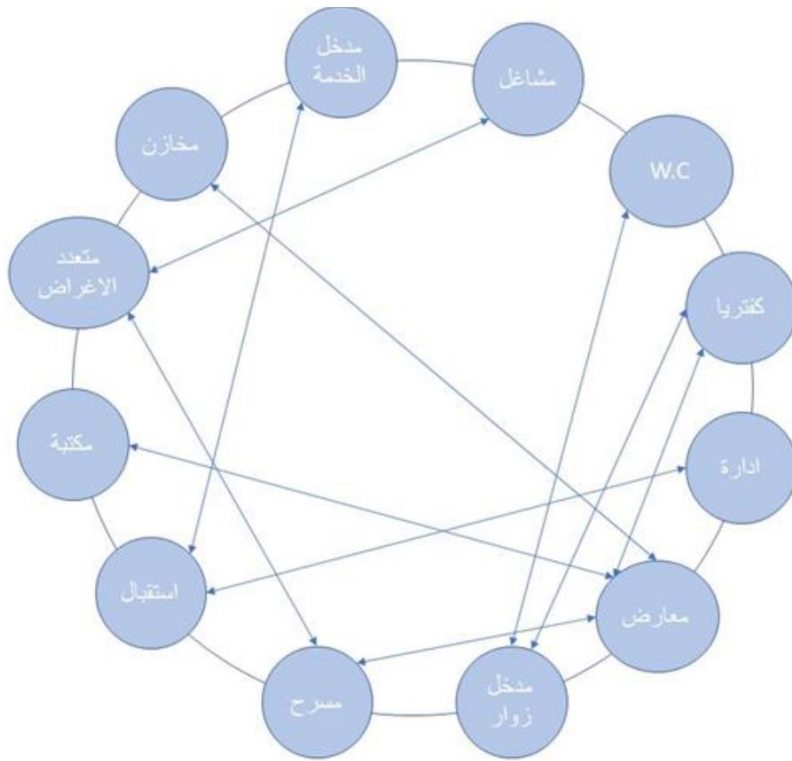 مدخل
الخدمة
مشاغل
W.C
كفتريا
ادارة
معارض
مدخل
زوار
مسرح
استقبال
مكتبة
متعدد
الاغراض
مخازن